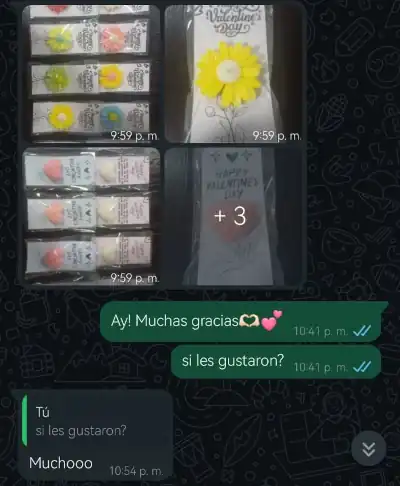 Valentine's
Day
9:59 p. m.
9:59 p. m.
9:59 p. m.
HAPPY
VALENTINE'S
DAY
+ 3
Ay! Muchas gracias🫶🏻💕
10:41 p. m.
si les gustaron?
10:41 p. m.
Tú
si les gustaron?
Muchooo
10:54 p. m.